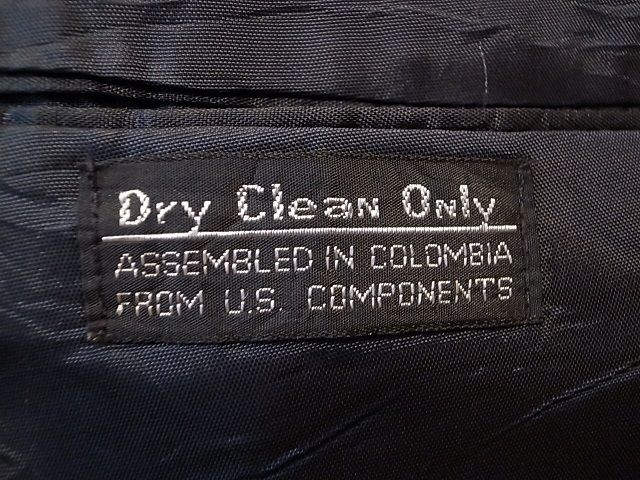 Dry Clean Only
ASSEMBLED IN COLOMBIA
FROM U.S. COMPONENTS